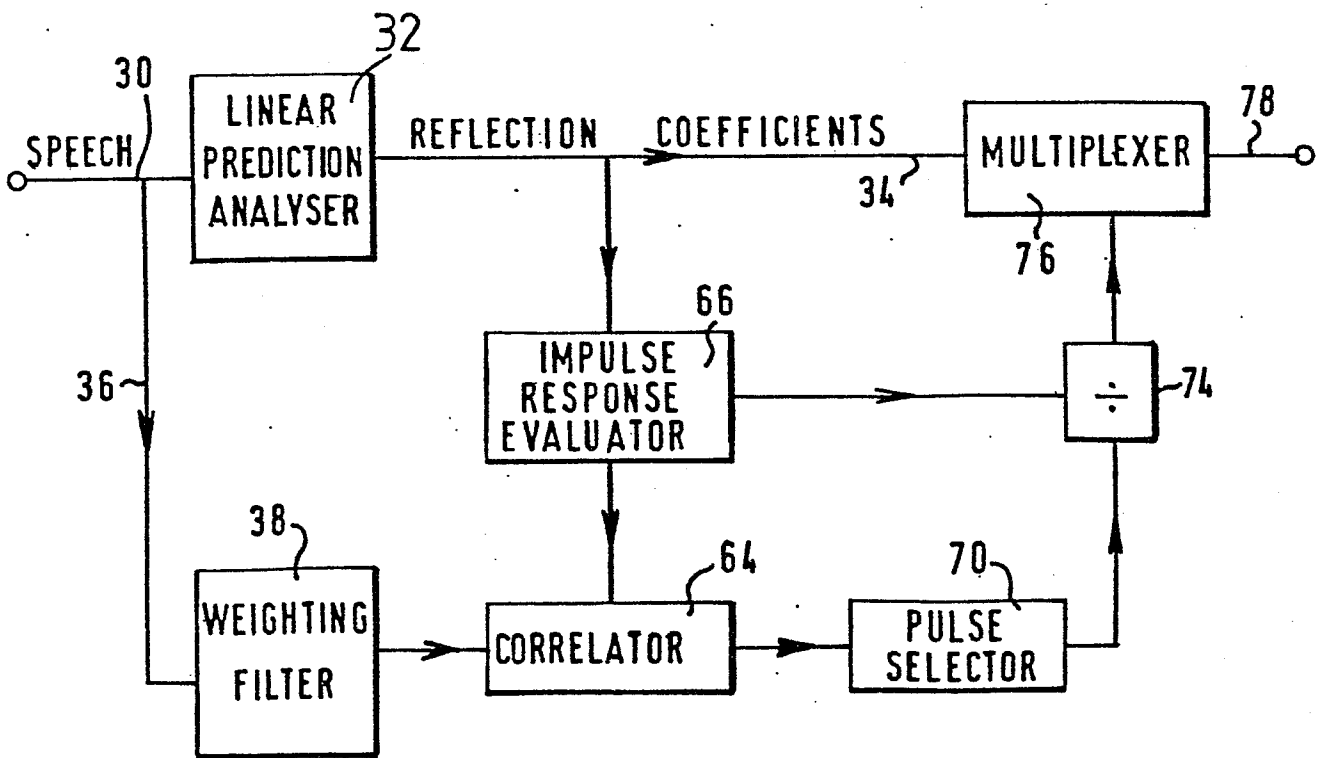 32
30
LINEAR
PREDICTION
ANALYSER
SPEECH
REFLECTION COEFFICIENTS
34
MULTIPLEXER
78
76
66
IMPULSE
RESPONSE
EVALUATOR
36
÷
74
38
WEIGHTING
FILTER
64
CORRELATOR
70
PULSE
SELECTOR